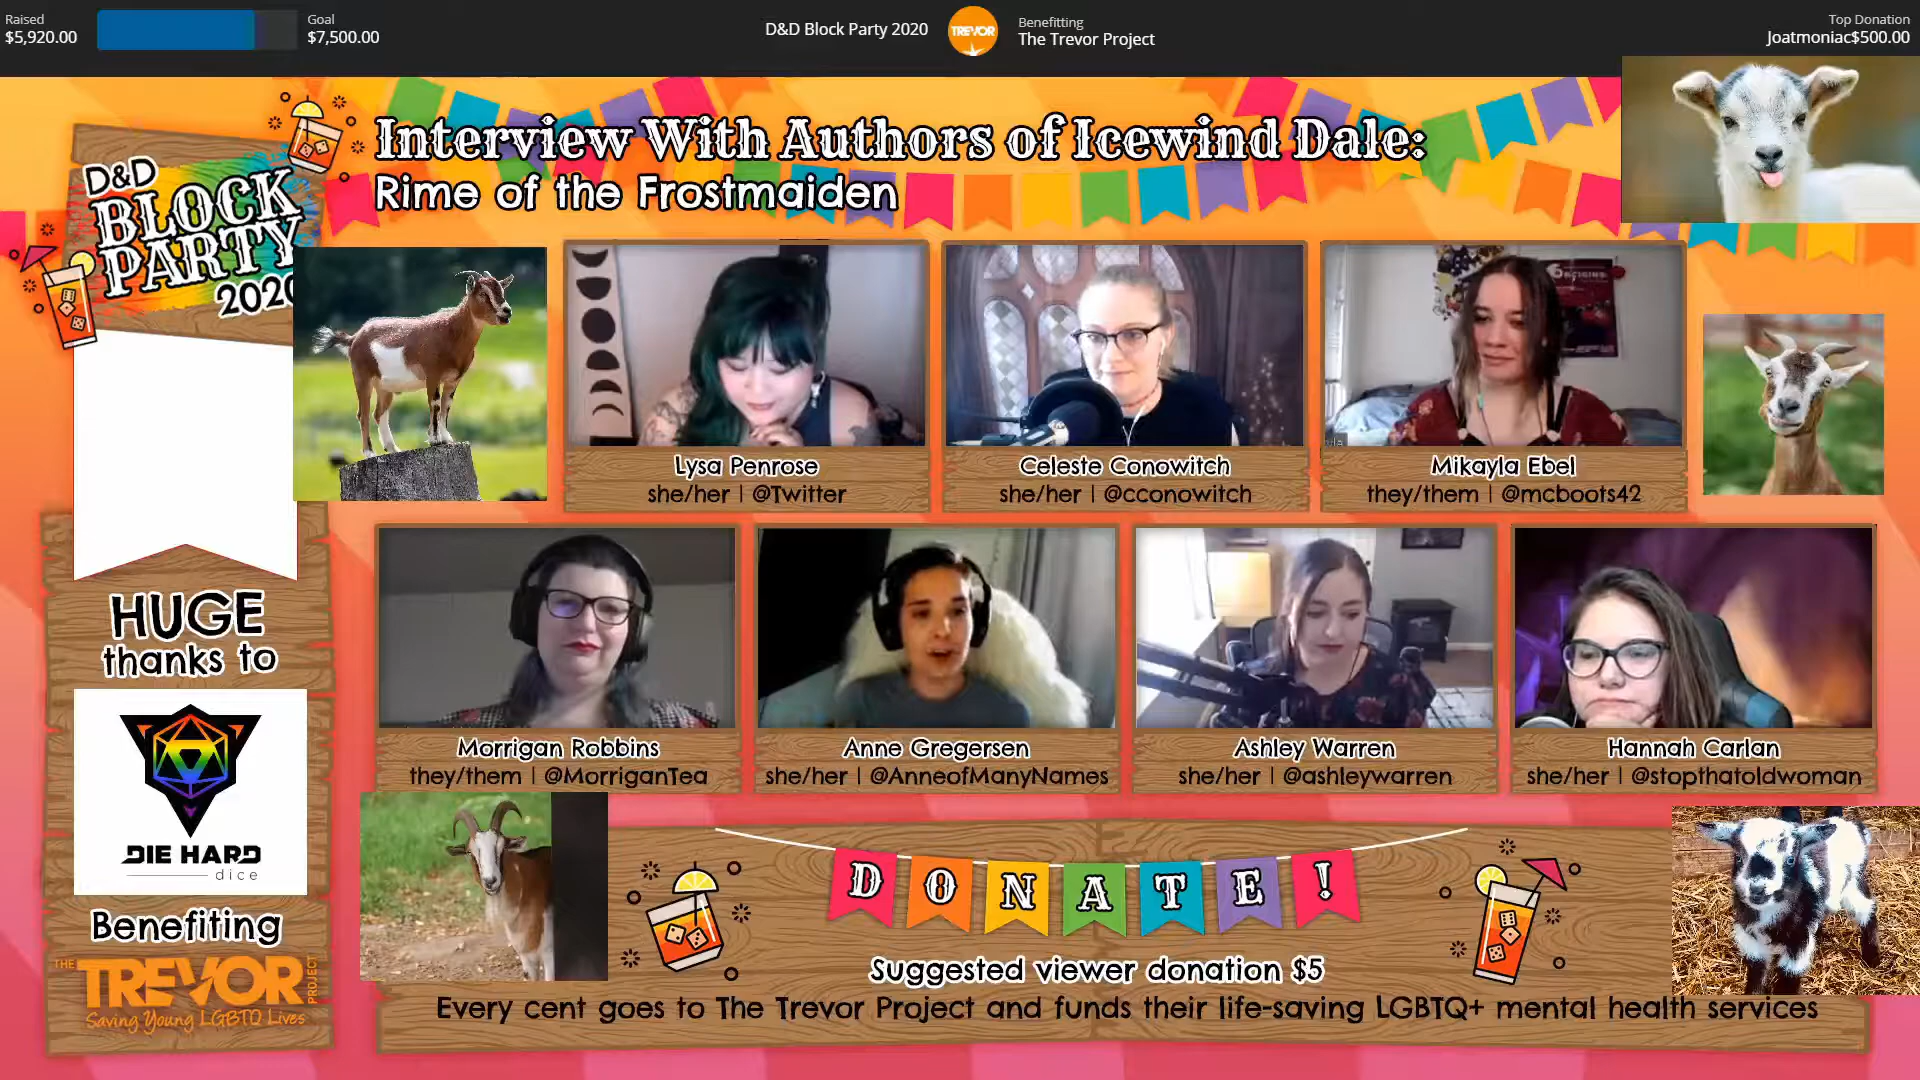 Raised
$5,920.00
Goal
$7,500.00
D&D Block Party 2020
TREVOR
Benefitting
The Trevor Project
Top Donation
Joatmoniac$500.00
Interview With Authors of Icewind Dale:
Rime of the Frostmaiden
D&D
BLOCK
PARTY
2020
ORIGINS
Lysa Penrose
she/her | @Twitter
Celeste Conowitch
she/her | @cconowitch
Mikayla Ebel
they/them | @mcboots42
Morrigan Robbins
they/them | @MorriganTea
Anne Gregersen
she/her | @AnneofManyNames
Ashley Warren
she/her | @ashleywarren
Hannah Carlan
she/her | @stopthatoldwoman
HUGE
thanks to
DIE HARD
dice
Benefiting
THE TREVOR PROJECT
Saving Young LGBTQ Lives
DONATE!
Suggested viewer donation $5
Every cent goes to The Trevor Project and funds their life-saving LGBTQ+ mental health services